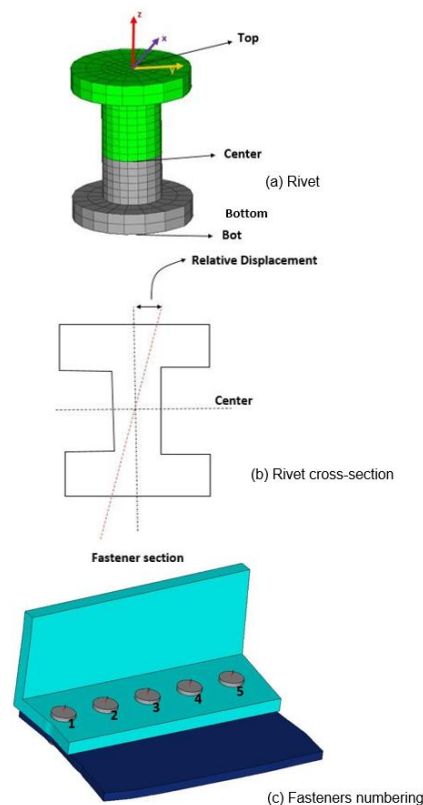 z
x
Top
Y
Center
(a) Rivet
Bottom
Bot
Relative Displacement
Center
(b) Rivet cross-section
Fastener section
1
2
3
4
5
(c) Fasteners numbering